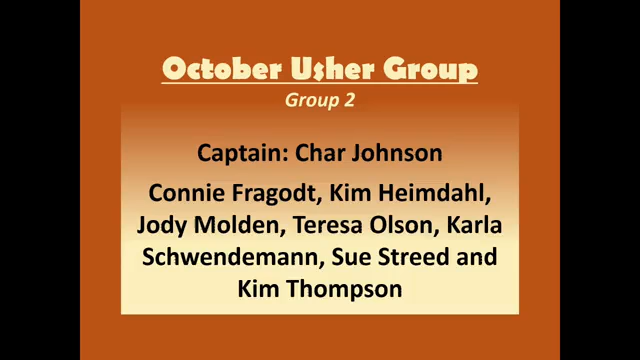 October Usher Group
Group 2
Captain: Char Johnson
Connie Fragodt, Kim Heimdahl,
Jody Molden, Teresa Olson, Karla
Schwendemann, Sue Streed and
Kim Thompson